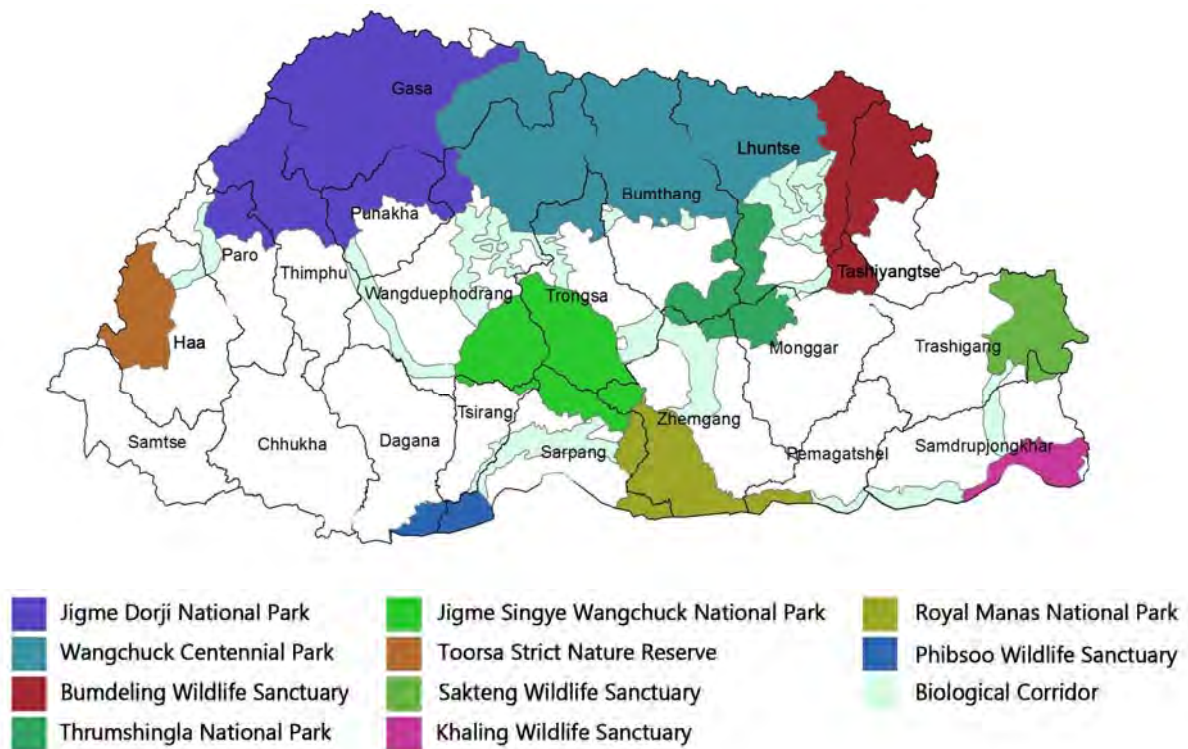 Gasa
Lhuntse
Bumthang
Punakha
Paro
Thimphu
Tashiyangtse
Wangduephodrang
Trongsa
Haa
Monggar
Trashigang
Tsirang
Zhemgang
Samtse
Chhukha
Dagana
Sarpang
Pemagatshel
Samdrupjongkhar
Jigme Dorji National Park
Wangchuck Centennial Park
Bumdeling Wildlife Sanctuary
Thrumshingla National Park
Jigme Singye Wangchuck National Park
Toorsa Strict Nature Reserve
Sakteng Wildlife Sanctuary
Khaling Wildlife Sanctuary
Royal Manas National Park
Phibsoo Wildlife Sanctuary
Biological Corridor